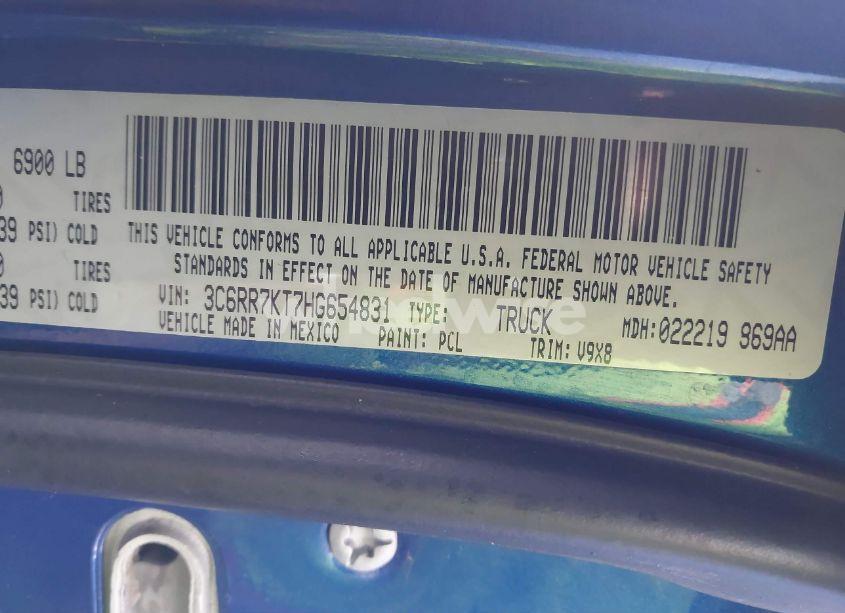 6900 LB
0 TIRES
39 PSI) COLD
0 TIRES
39 PSI) COLD
THIS VEHICLE CONFORMS TO ALL APPLICABLE U.S.A. FEDERAL MOTOR VEHICLE SAFETY
STANDARDS IN EFFECT ON THE DATE OF MANUFACTURE SHOWN ABOVE.
VIN: 3C6RR7KT7HG654831 TYPE: TRUCK MDH:022219 969AA
VEHICLE MADE IN MEXICO PAINT: PCL TRIM: V9X8